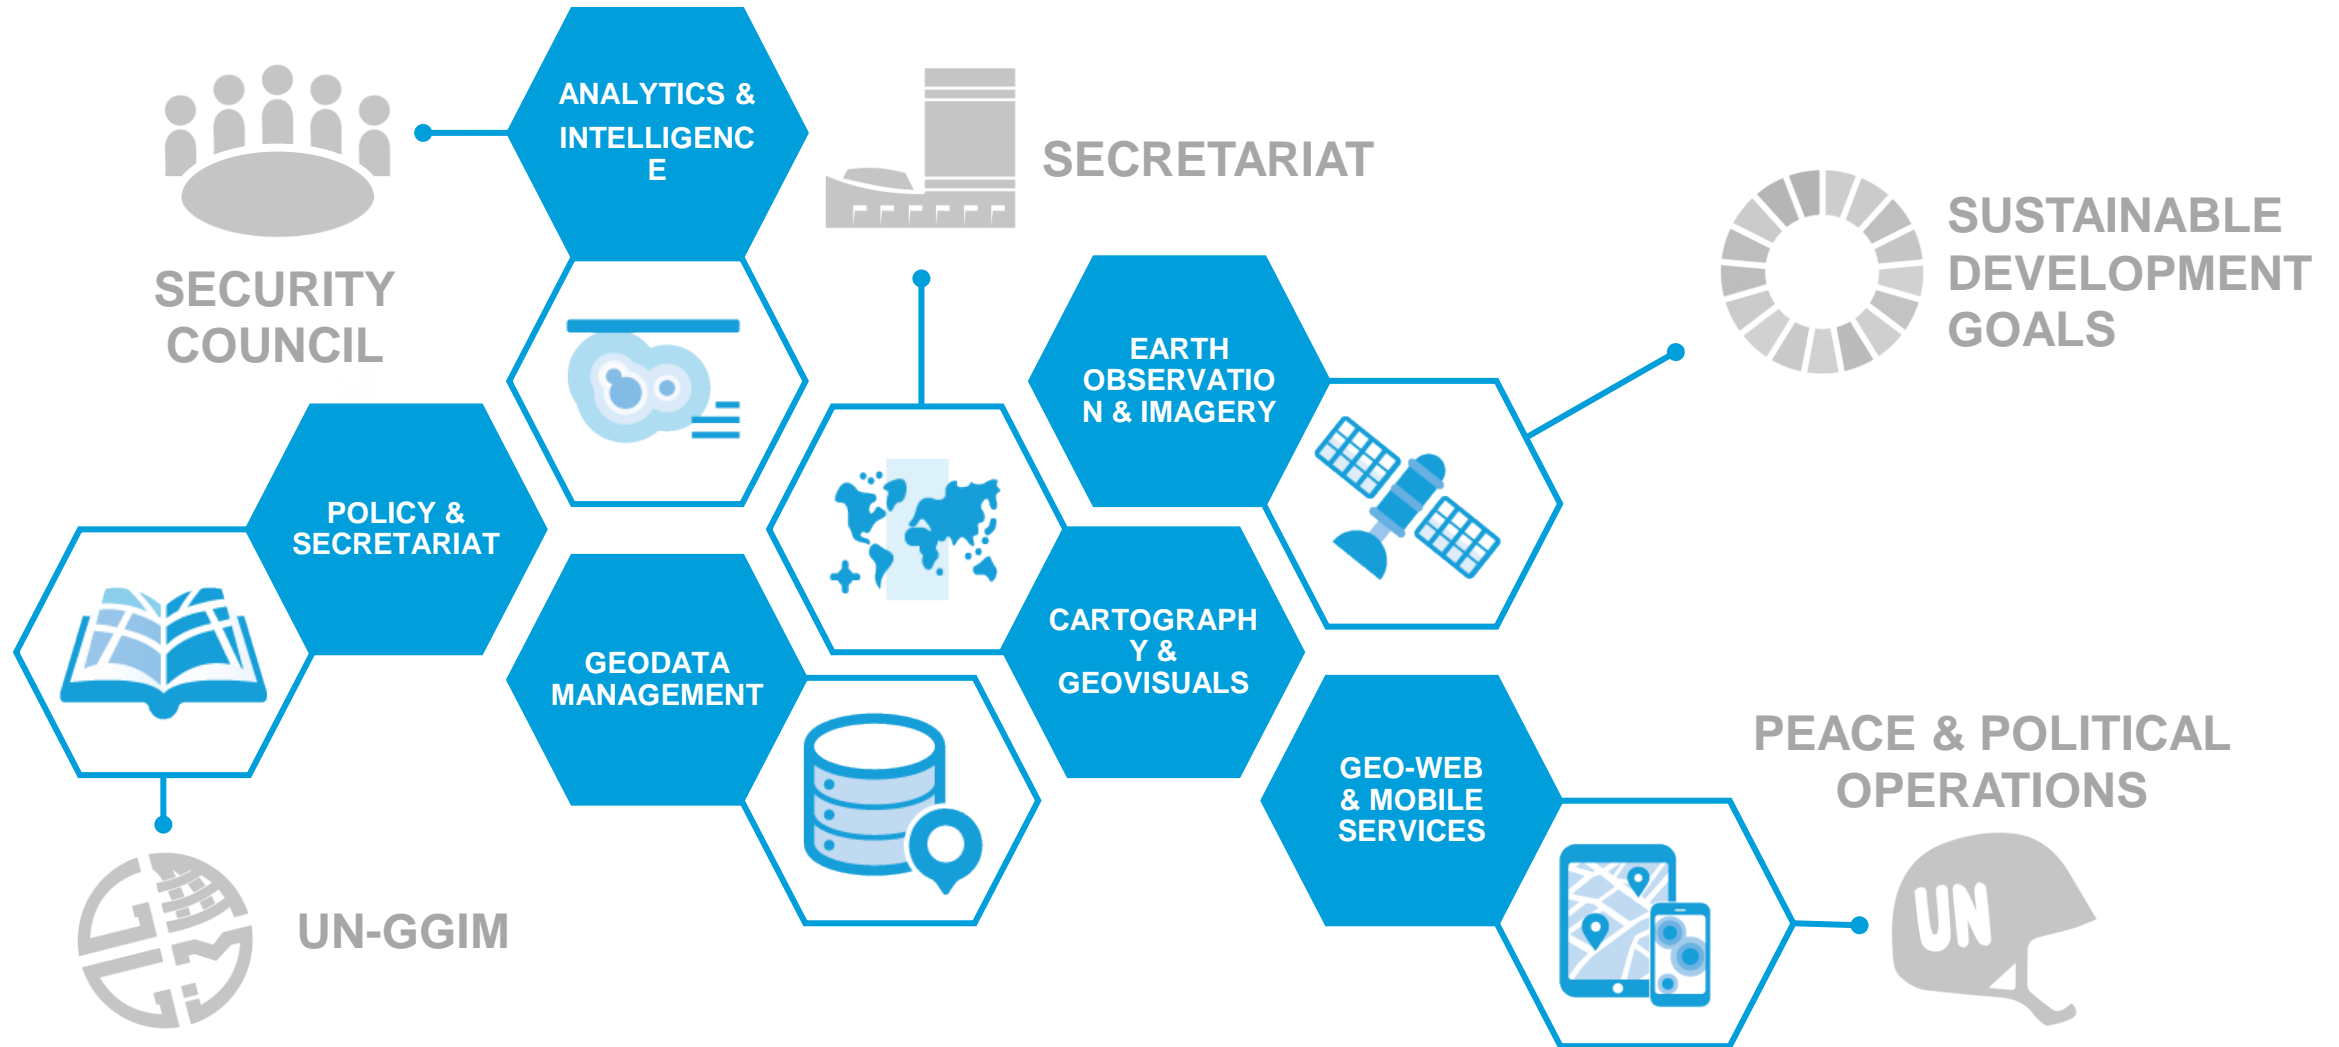 ANALYTICS &
INTELLIGENC
E
SECRETARIAT
SUSTAINABLE
DEVELOPMENT
GOALS
SECURITY
COUNCIL
EARTH
OBSERVATIO
N & IMAGERY
POLICY &
SECRETARIAT
CARTOGRAPH
Y &
GEOVISUALS
GEODATA
MANAGEMENT
GEO-WEB
& MOBILE
SERVICES
PEACE & POLITICAL
OPERATIONS
UN
UN-GGIM